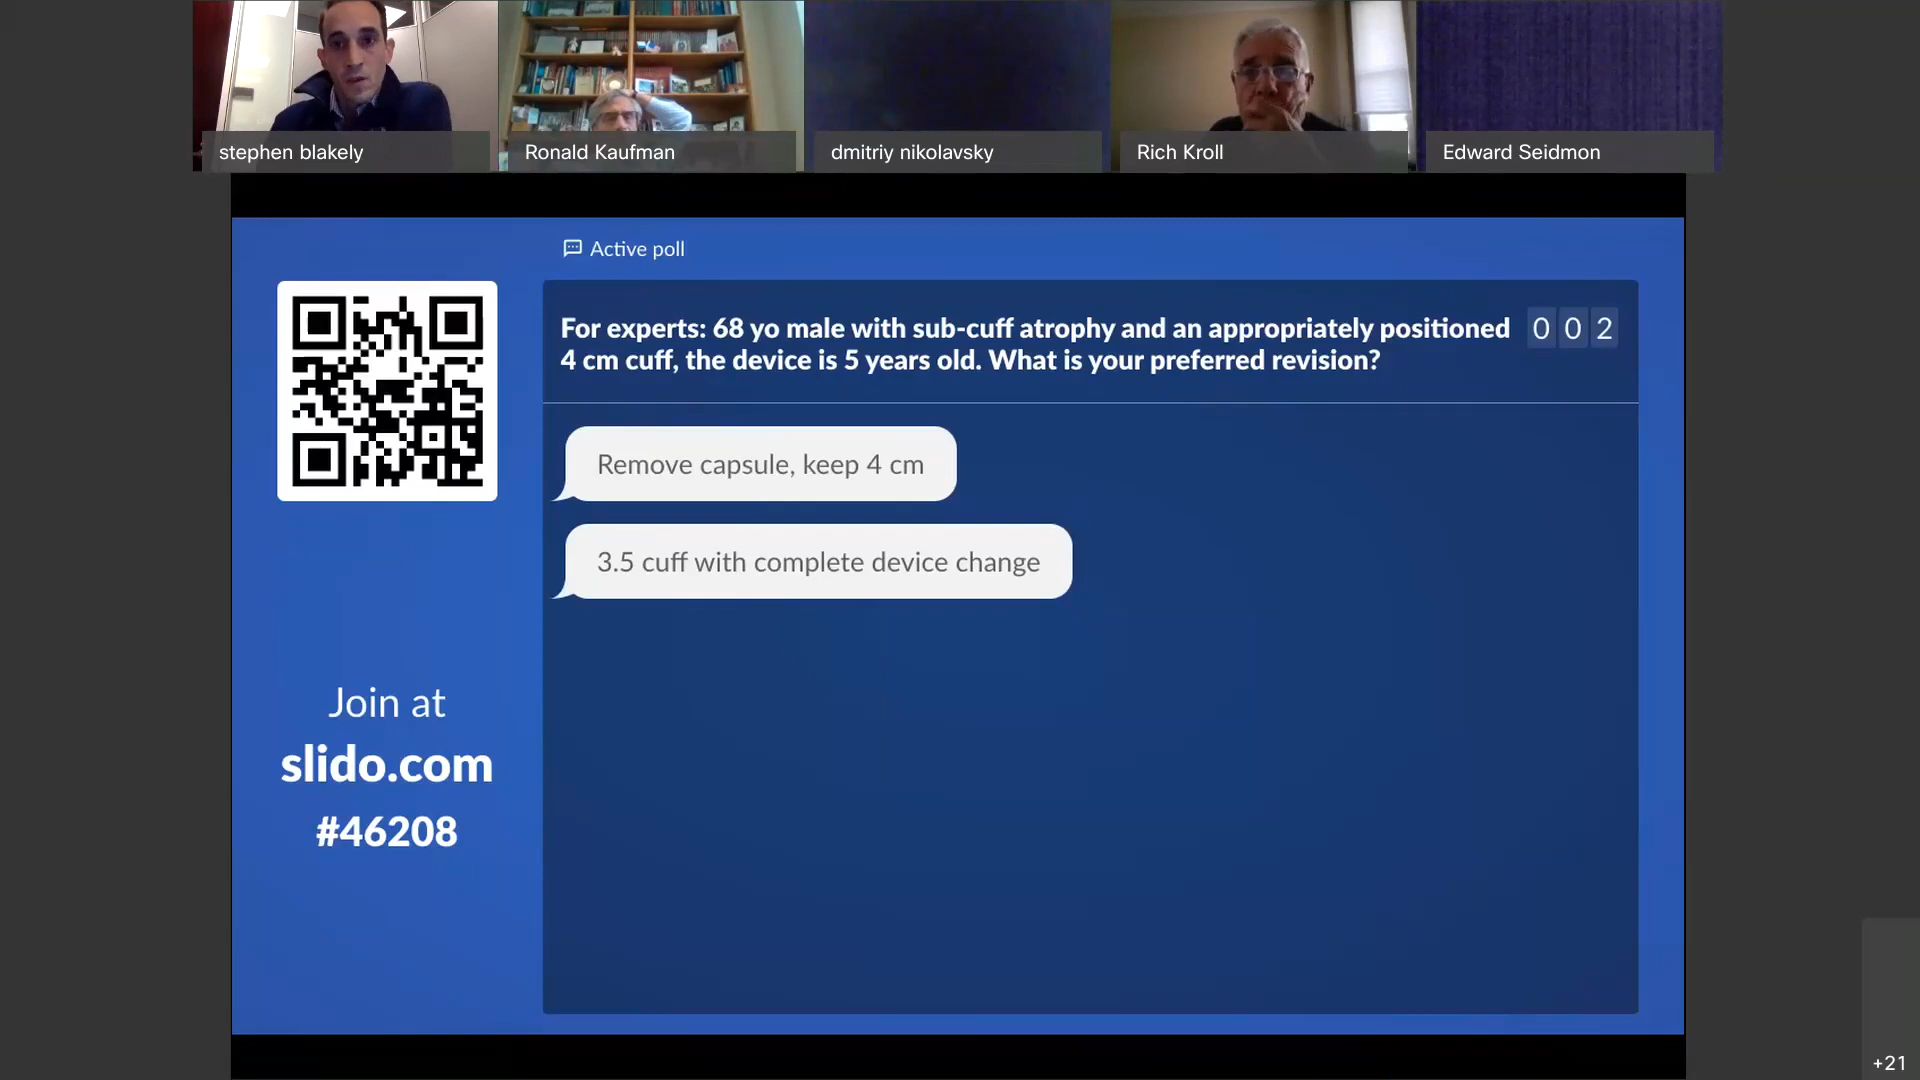 stephen blakely
Ronald Kaufman
dmitriy nikolavsky
Rich Kroll
Edward Seidmon
Active poll
For experts: 68 yo male with sub-cuff atrophy and an appropriately positioned
4 cm cuff, the device is 5 years old. What is your preferred revision?
002
Remove capsule, keep 4 cm
3.5 cuff with complete device change
Join at
slido.com
#46208
+21